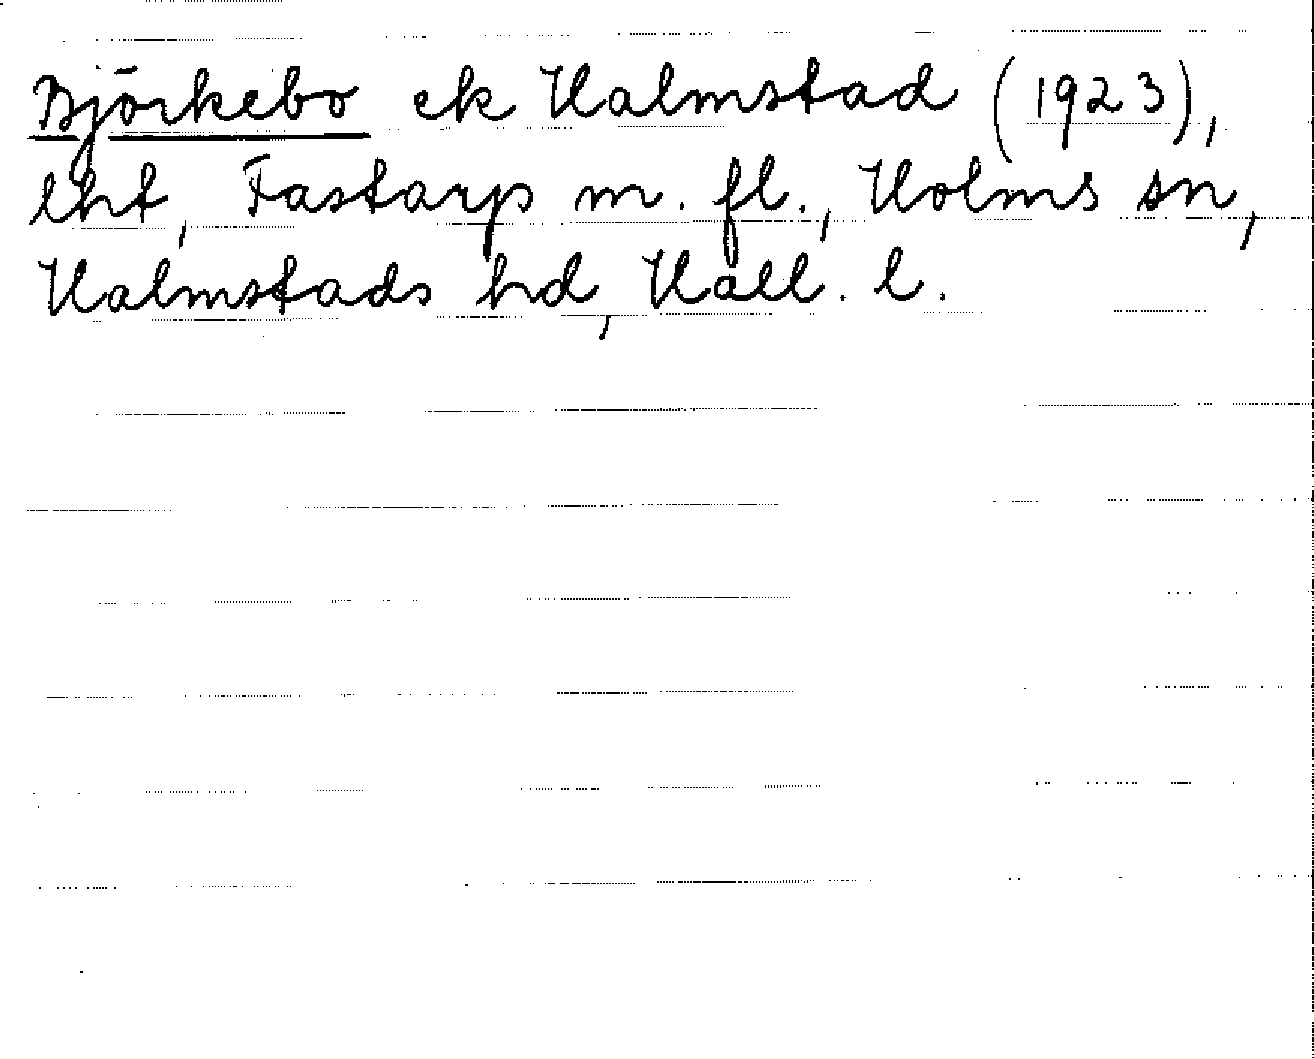 Björkebo ek Halmstad (1923),
lht, Fastarp m. fl., Holms sn,
Halmstads hd, Hall. l.